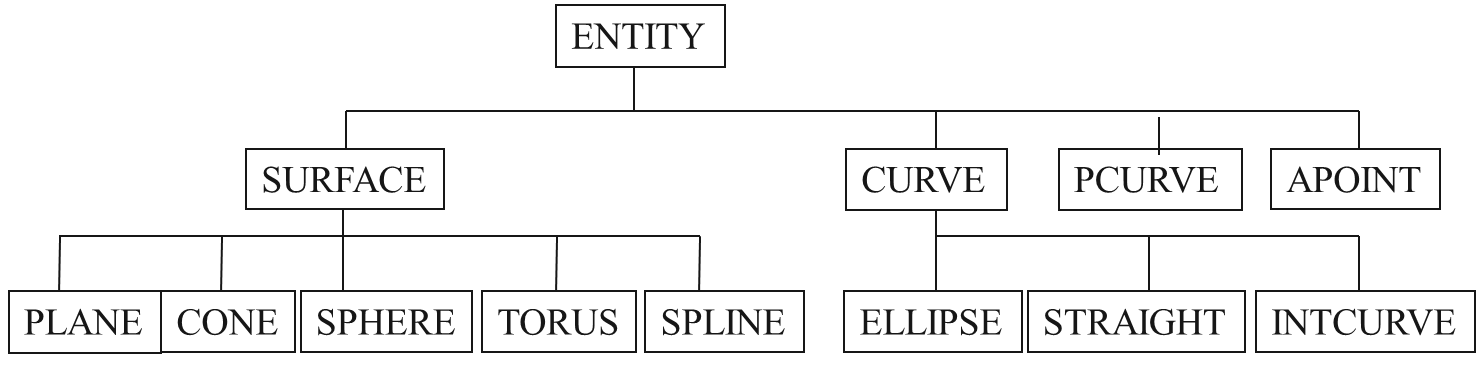 ENTITY
SURFACE CURVE PCURVE APOINT
PLANE CONE SPHERE TORUS SPLINE ELLIPSE STRAIGHT INTCURVE